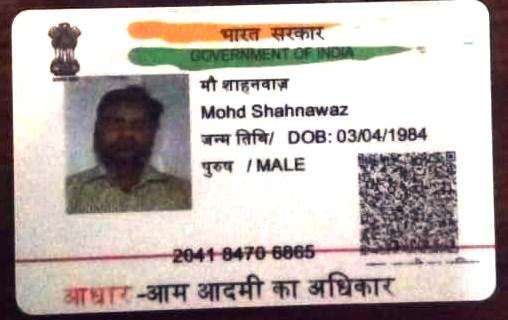 भारत सरकार
GOVERNMENT OF INDIA
मौ शाहनवाज़
Mohd Shahnawaz
जन्म तिथि/ DOB: 03/04/1984
पुरुष / MALE
2041 8470 6865
आधार -आम आदमी का अधिकार